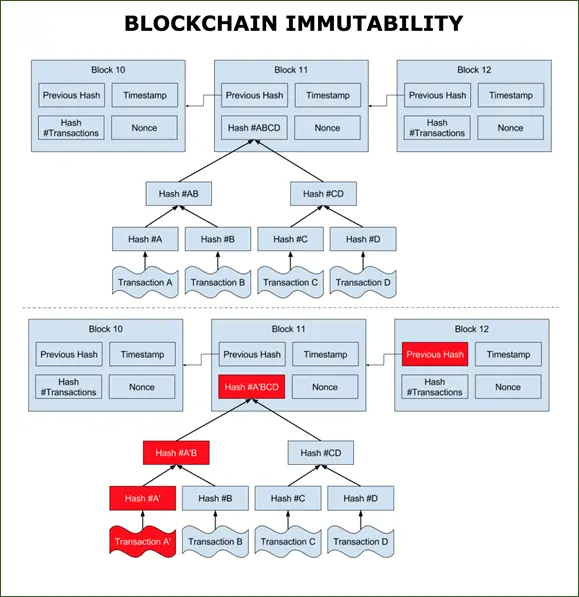 BLOCKCHAIN IMMUTABILITY
Block 10
Block 11
Block 12
Previous Hash
Timestamp
Previous Hash
Timestamp
Previous Hash
Timestamp
Hash
#Transactions
Nonce
Hash #ABCD
Nonce
Hash
#Transactions
Nonce
Hash #AB
Hash #CD
Hash #A
Hash #B
Hash #C
Hash #D
Transaction A
Transaction B
Transaction C
Transaction D
Block 10
Block 11
Block 12
Previous Hash
Timestamp
Previous Hash
Timestamp
Previous Hash
Timestamp
Hash
#Transactions
Nonce
Hash #A'BCD
Nonce
Hash
#Transactions
Nonce
Hash #A'B
Hash #CD
Hash #A'
Hash #B
Hash #C
Hash #D
Transaction A'
Transaction B
Transaction C
Transaction D